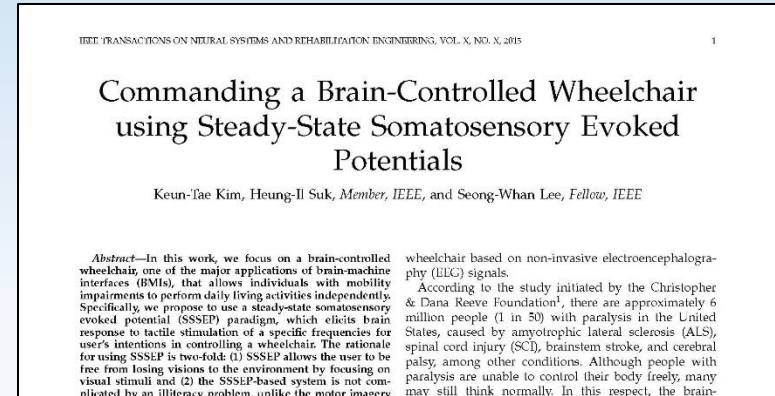 IEEE TRANSACTIONS ON NEURAL SYSTEMS AND REHABILITATION ENGINEERING, VOL. X, NO. X, 2015
1
Commanding a Brain-Controlled Wheelchair
using Steady-State Somatosensory Evoked
Potentials
Keun-Tae Kim, Heung-Il Suk, Member, IEEE, and Seong-Whan Lee, Fellow, IEEE
Abstract—In this work, we focus on a brain-controlled
wheelchair, one of the major applications of brain-machine
interfaces (BMIs), that allows individuals with mobility
impairments to perform daily living activities independently.
Specifically, we propose to use a steady-state somatosensory
evoked potential (SSSEP) paradigm, which elicits brain
response to tactile stimulation of a specific frequencies for
user's intentions in controlling a wheelchair. The rationale
for using SSSEP is two-fold: (1) SSSEP allows the user to be
free from losing visions to the environment by focusing on
visual stimuli and (2) the SSSEP-based system is not com-
plicated by an illiteracy problem, unlike the motor imagery
wheelchair based on non-invasive electroencephalogra-
phy (EEG) signals.
According to the study initiated by the Christopher
& Dana Reeve Foundation1, there are approximately 6
million people (1 in 50) with paralysis in the United
States, caused by amyotrophic lateral sclerosis (ALS),
spinal cord injury (SCI), brainstem stroke, and cerebral
palsy, among other conditions. Although people with
paralysis are unable to control their body freely, many
may still think normally. In this respect, the brain-